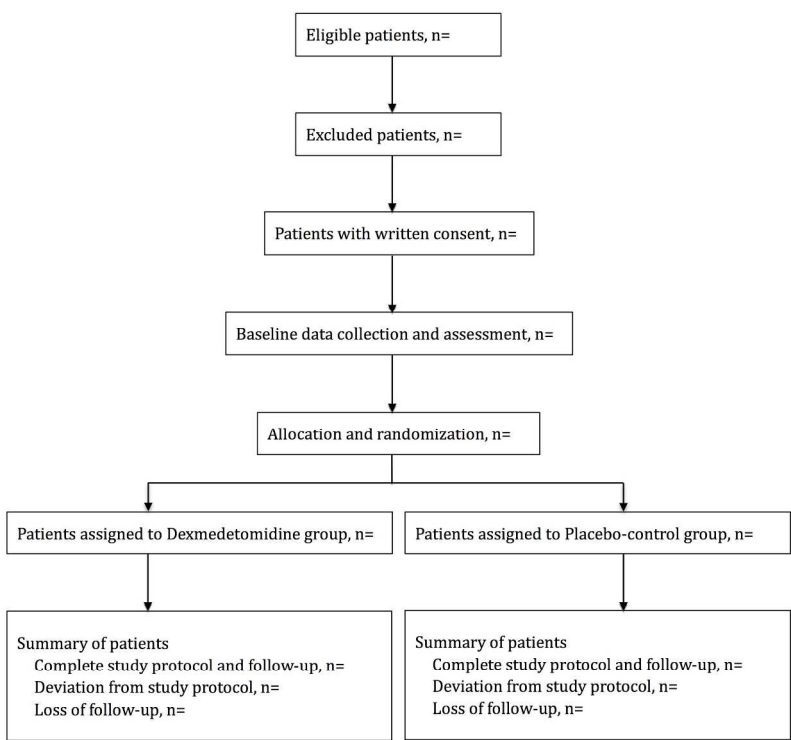 Eligible patients, n=
Excluded patients, n=
Patients with written consent, n=
Baseline data collection and assessment, n=
Allocation and randomization, n=
Patients assigned to Dexmedetomidine group, n=
Patients assigned to Placebo-control group, n=
Summary of patients
Complete study protocol and follow-up, n=
Deviation from study protocol, n=
Loss of follow-up, n=
Summary of patients
Complete study protocol and follow-up, n=
Deviation from study protocol, n=
Loss of follow-up, n=